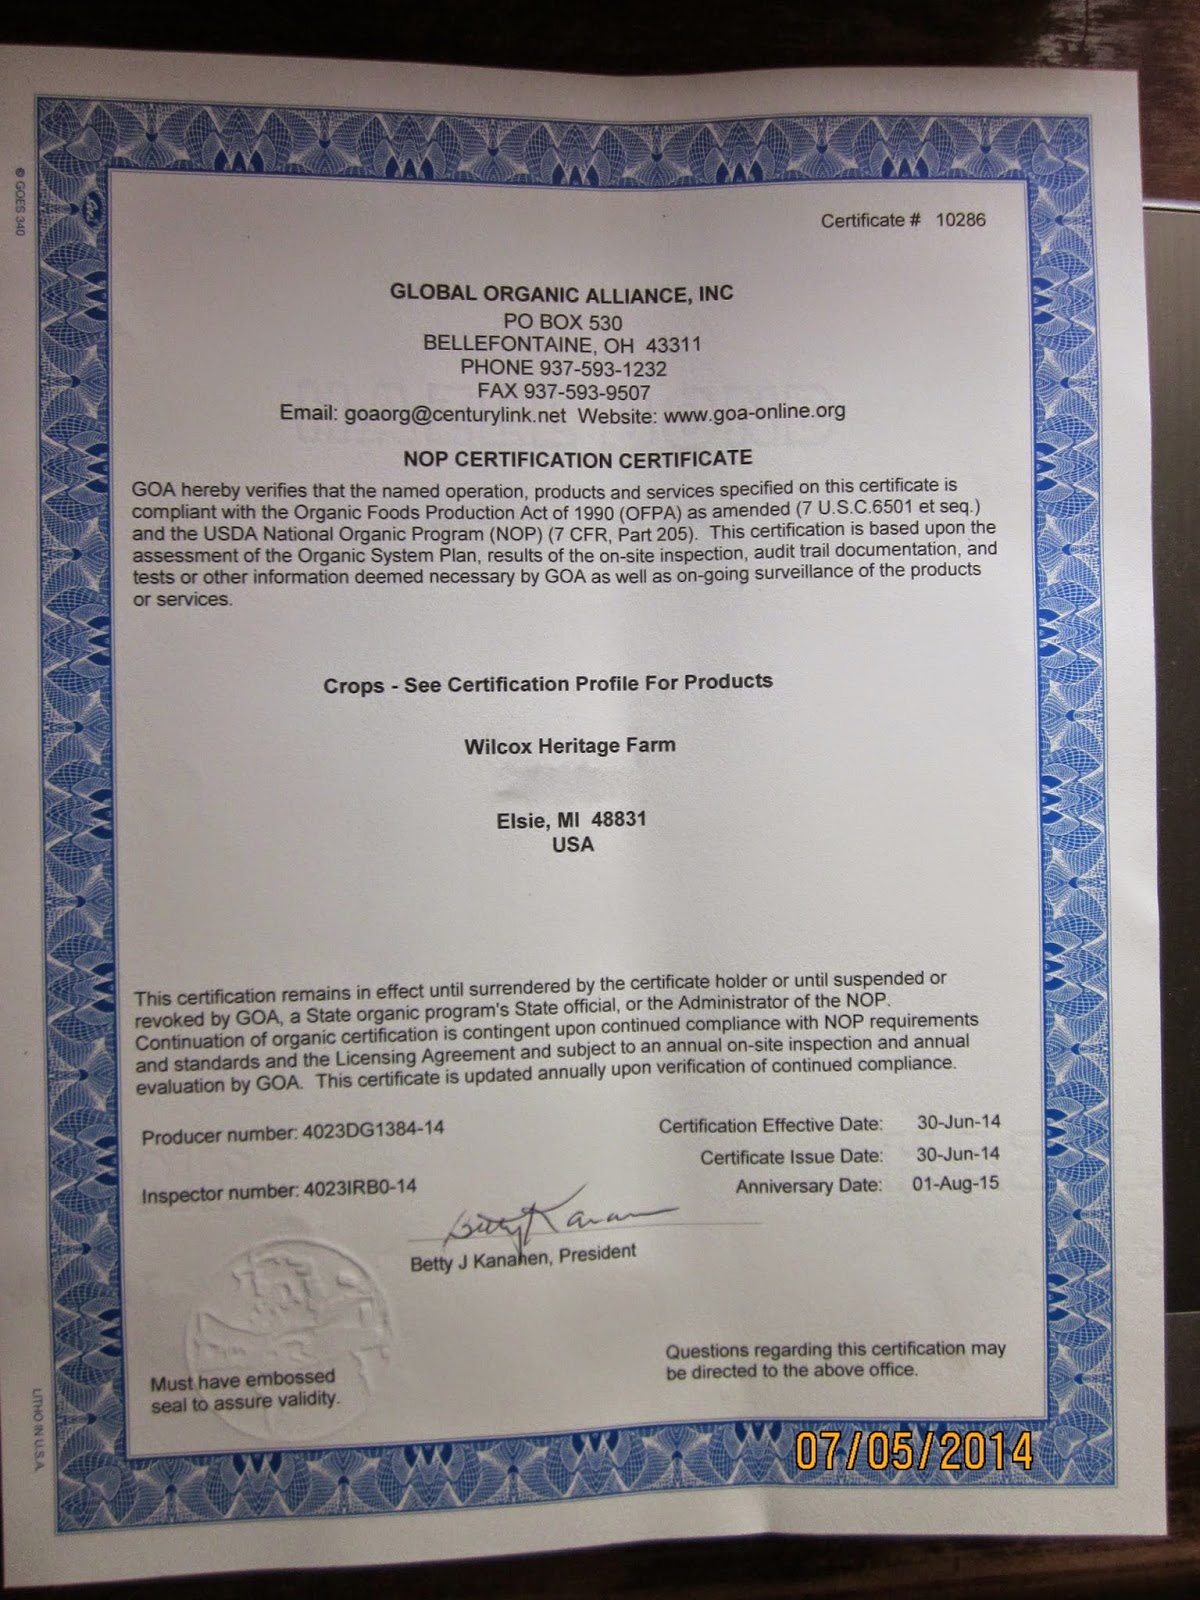 © GOES 340
Certificate # 10286
GLOBAL ORGANIC ALLIANCE, INC
PO BOX 530
BELLEFONTAINE, OH 43311
PHONE 937-593-1232
FAX 937-593-9507
Email: goaorg@centurylink.net Website: www.goa-online.org
NOP CERTIFICATION CERTIFICATE
GOA hereby verifies that the named operation, products and services specified on this certificate is
compliant with the Organic Foods Production Act of 1990 (OFPA) as amended (7 U.S.C.6501 et seq.)
and the USDA National Organic Program (NOP) (7 CFR, Part 205). This certification is based upon the
assessment of the Organic System Plan, results of the on-site inspection, audit trail documentation, and
tests or other information deemed necessary by GOA as well as on-going surveillance of the products
or services.
Crops - See Certification Profile For Products
Wilcox Heritage Farm
Elsie, MI 48831
USA
This certification remains in effect until surrendered by the certificate holder or until suspended or
revoked by GOA, a State organic program's State official, or the Administrator of the NOP.
Continuation of organic certification is contingent upon continued compliance with NOP requirements
and standards and the Licensing Agreement and subject to an annual on-site inspection and annual
evaluation by GOA. This certificate is updated annually upon verification of continued compliance.
Producer number: 4023DG1384-14
Certification Effective Date: 30-Jun-14
Certificate Issue Date: 30-Jun-14
Inspector number: 4023IRB0-14
Anniversary Date: 01-Aug-15
Betty J Kanahen, President
Must have embossed
seal to assure validity.
Questions regarding this certification may
be directed to the above office.
LITHO IN U.S.A.
07/05/2014